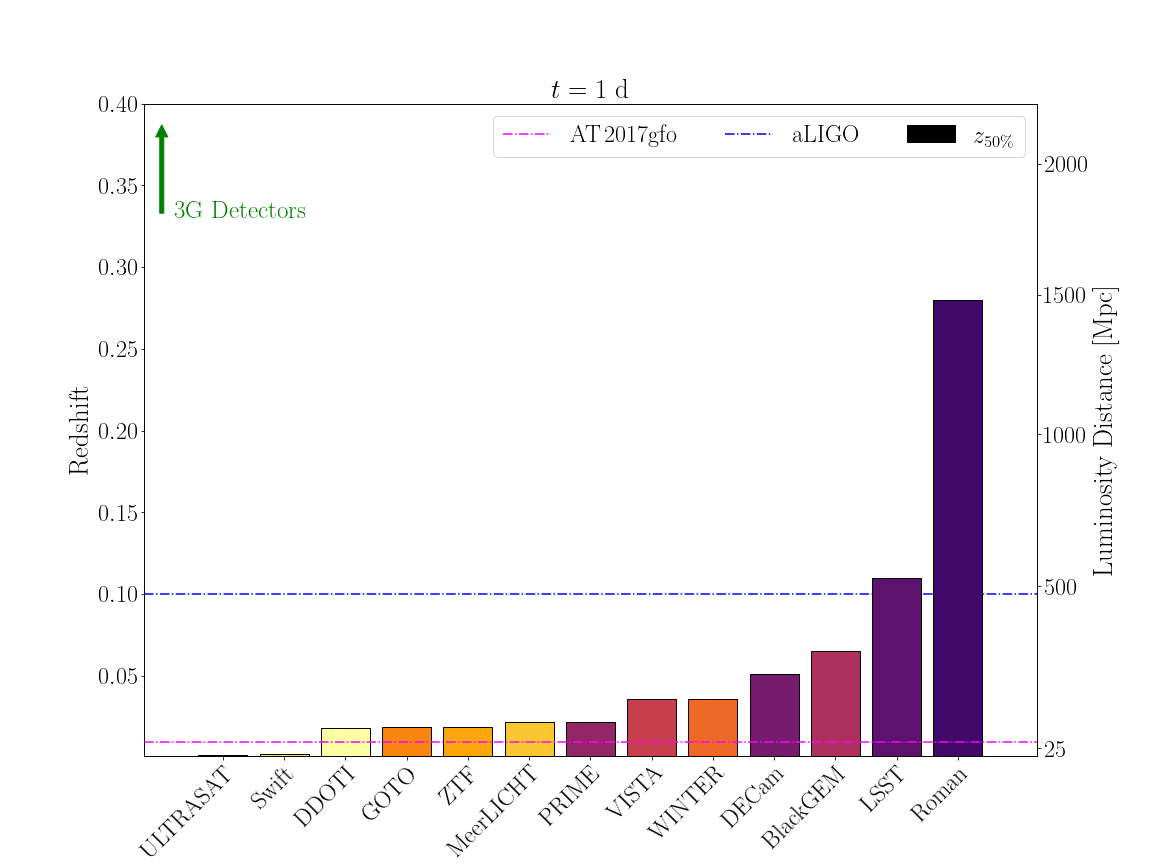 t = 1 d
AT 2017gfo
aLIGO
z50%
3G Detectors
Redshift
0.40
0.35
0.30
0.25
0.20
0.15
0.10
0.05
2000
1500
1000
500
25
Luminosity Distance [Mpc]
ULTRASAT
Swift
DDOTI
GOTO
ZTF
MeerLICHT
PRIME
VISTA
WINTER
DECam
BlackGEM
LSST
Roman